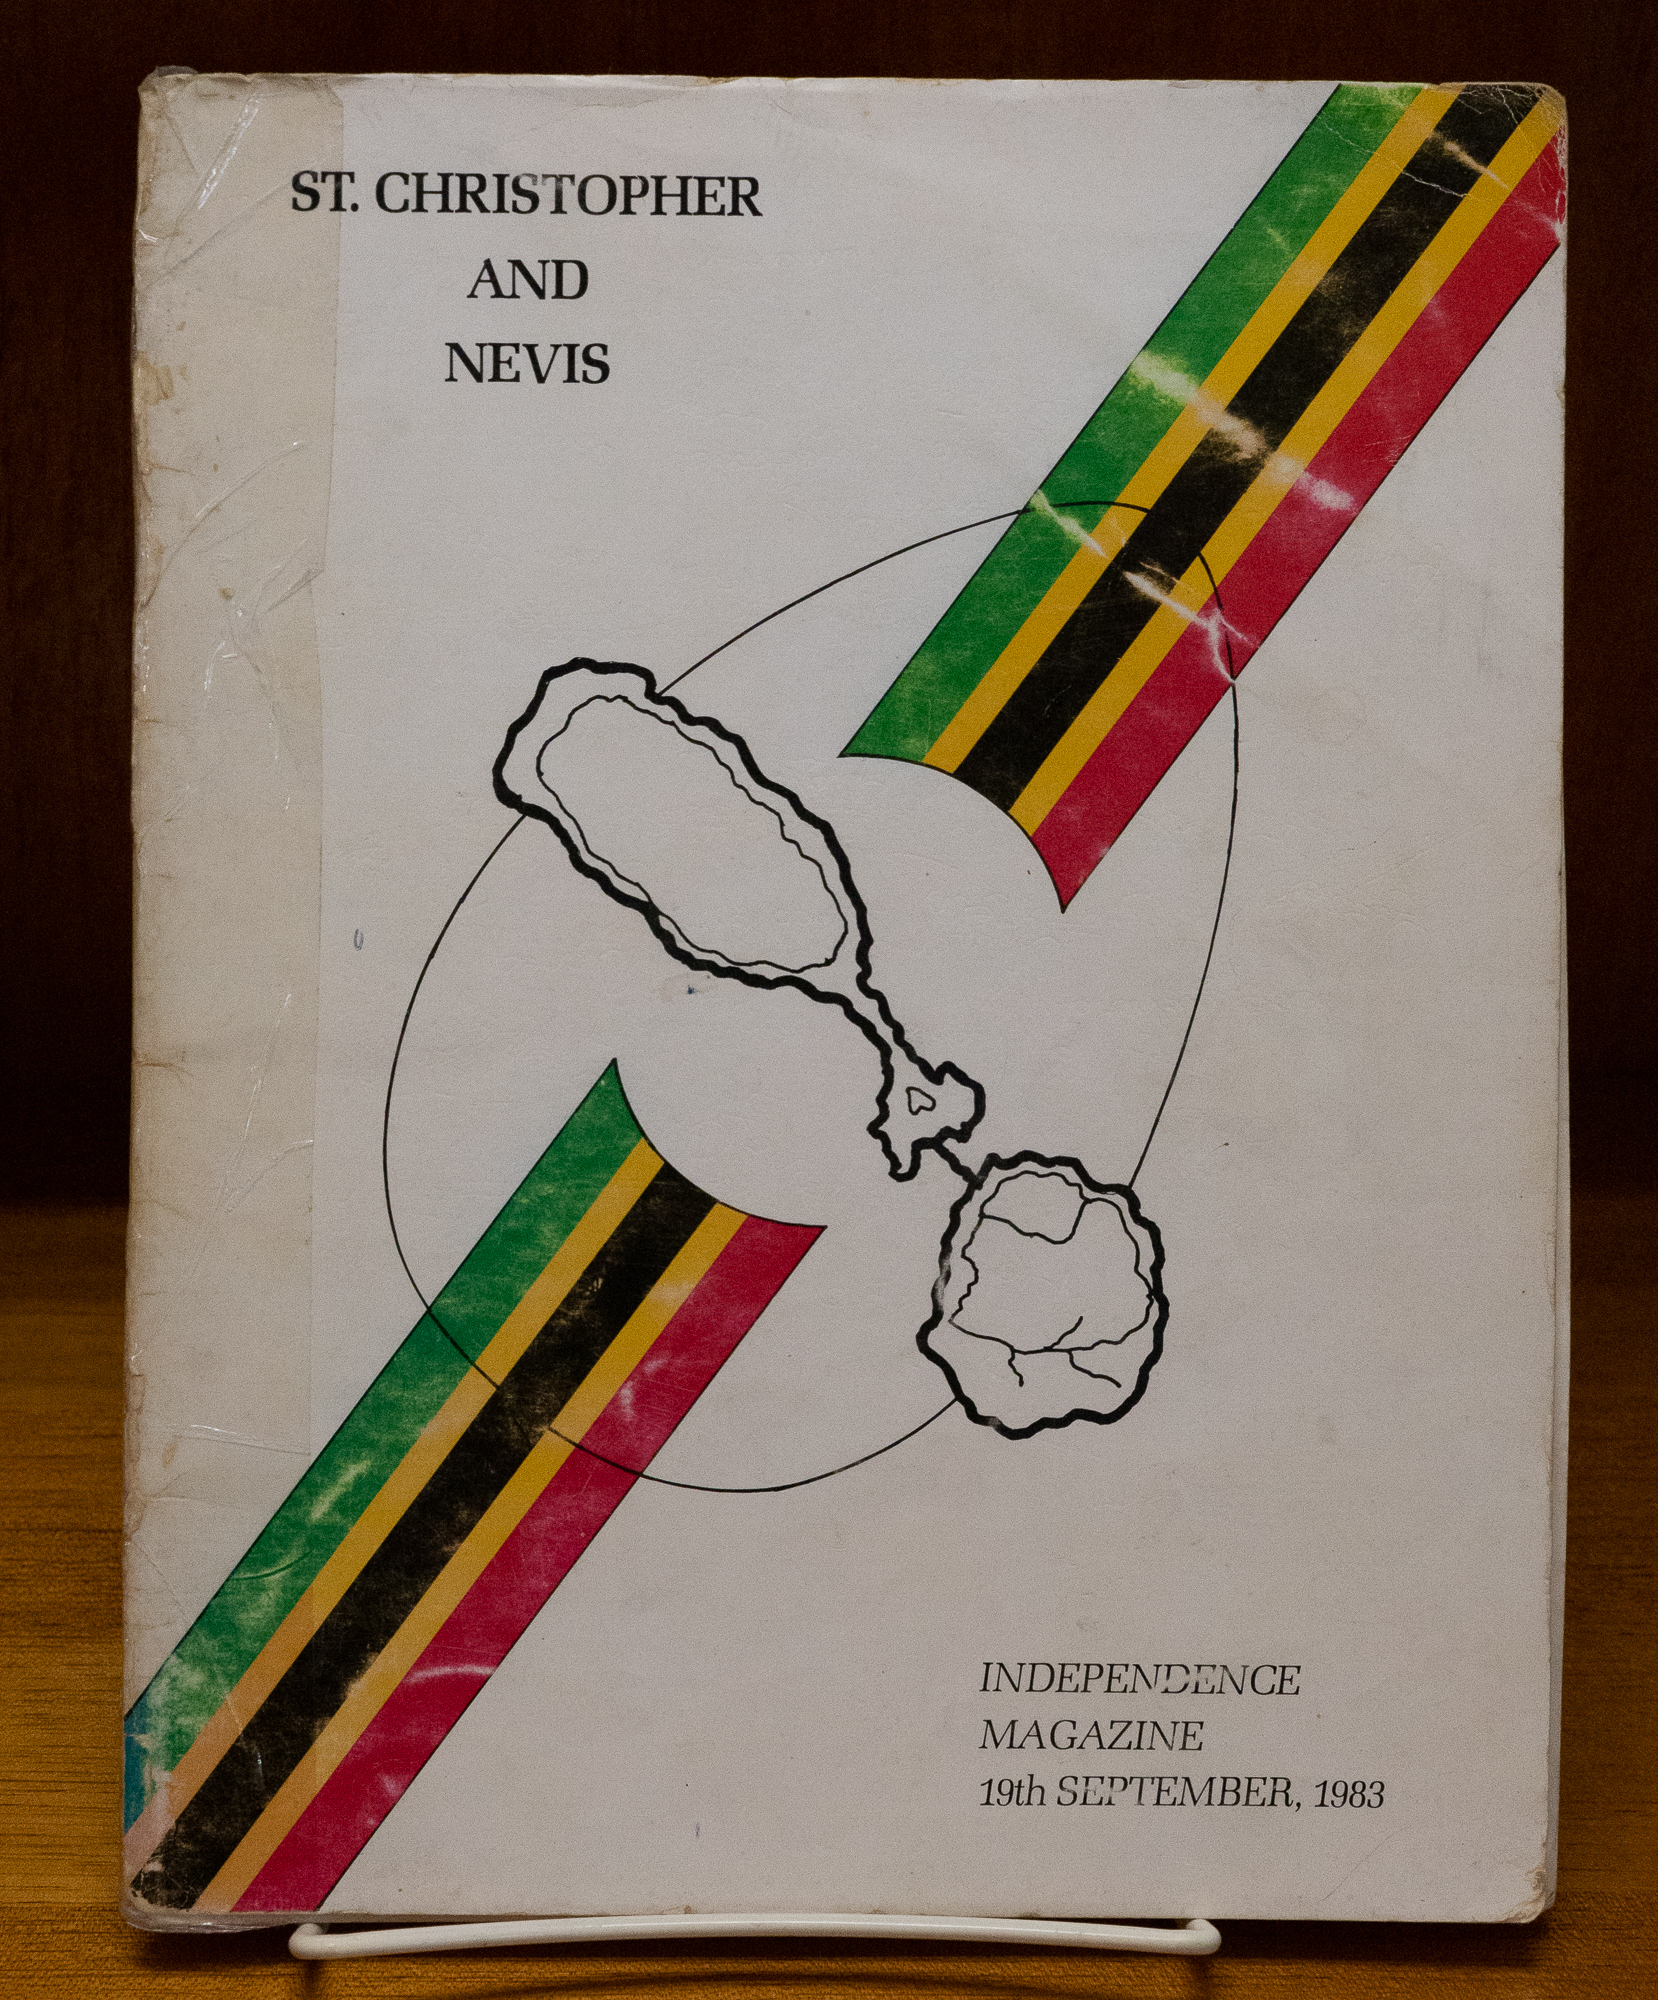 ST. CHRISTOPHER
AND
NEVIS
INDEPENDENCE
MAGAZINE
19th SEPTEMBER, 1983